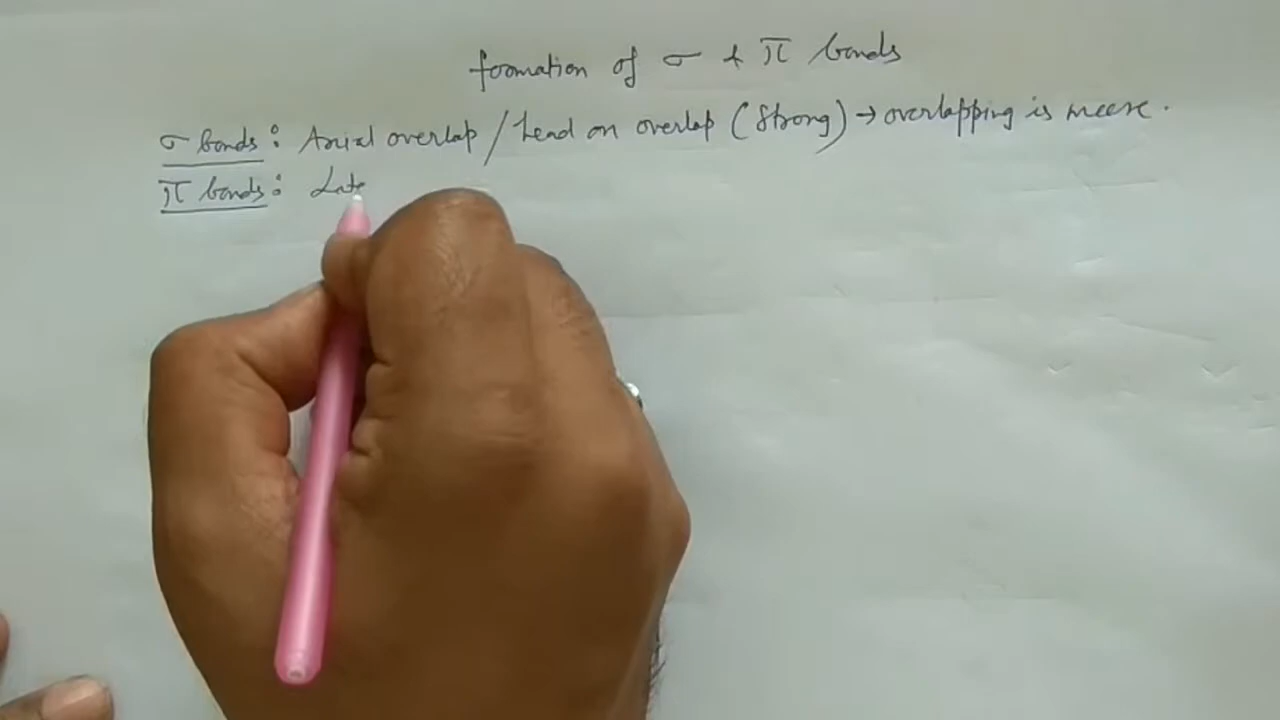 formation of σ & π bonds
σ bonds: Axial overlap / Head on overlap (Strong) → overlapping is more.
π bonds: Late